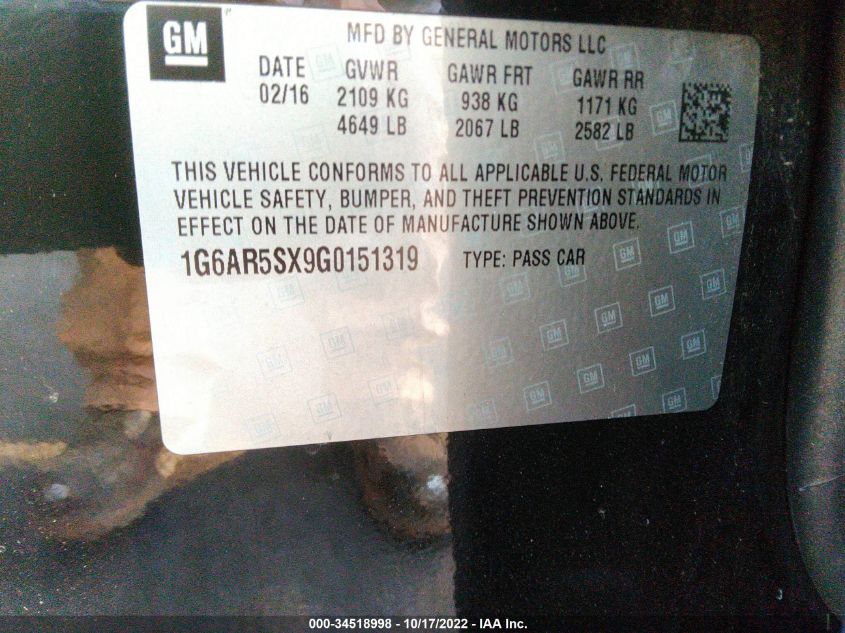 GM
MFD BY GENERAL MOTORS LLC
DATE GVWR GAWR FRT GAWR RR
02/16 2109 KG 938 KG 1171 KG
4649 LB 2067 LB 2582 LB
THIS VEHICLE CONFORMS TO ALL APPLICABLE U.S. FEDERAL MOTOR
VEHICLE SAFETY, BUMPER, AND THEFT PREVENTION STANDARDS IN
EFFECT ON THE DATE OF MANUFACTURE SHOWN ABOVE.
1G6AR5SX9G0151319 TYPE: PASS CAR
000-34518998 - 10/17/2022 - IAA Inc.